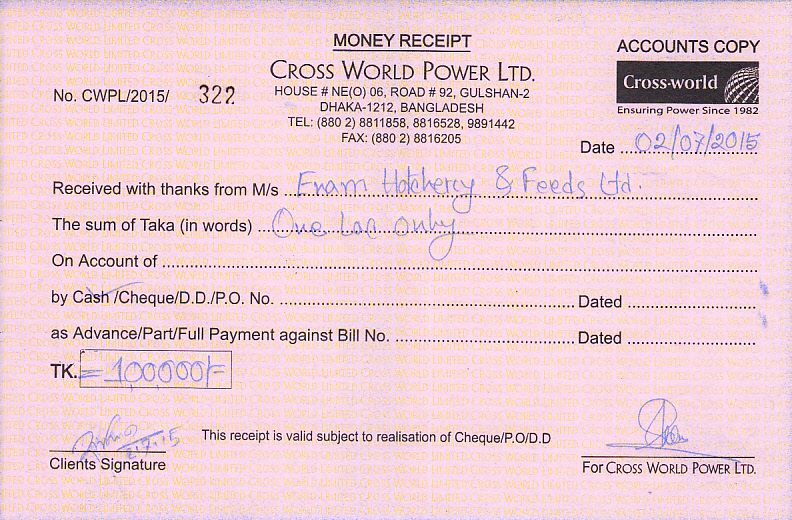 MONEY RECEIPT
ACCOUNTS COPY
No. CWPL/2015/ 322
CROSS WORLD POWER LTD.
HOUSE # NE(O) 06, ROAD # 92, GULSHAN-2
DHAKA-1212, BANGLADESH
TEL: (880 2) 8811858, 8816528, 9891442
FAX: (880 2) 8816205
Cross-world
Ensuring Power Since 1982
Date 02/07/2015
Received with thanks from M/s Enam Hatchery & Feeds Ltd.
The sum of Taka (in words) One Lac only
On Account of
by Cash /Cheque/D.D./P.O. No. Dated
as Advance/Part/Full Payment against Bill No. Dated
TK. = 100000/=
2.7.15
Clients Signature
This receipt is valid subject to realisation of Cheque/P.O/D.D
For CROSS WORLD POWER LTD.